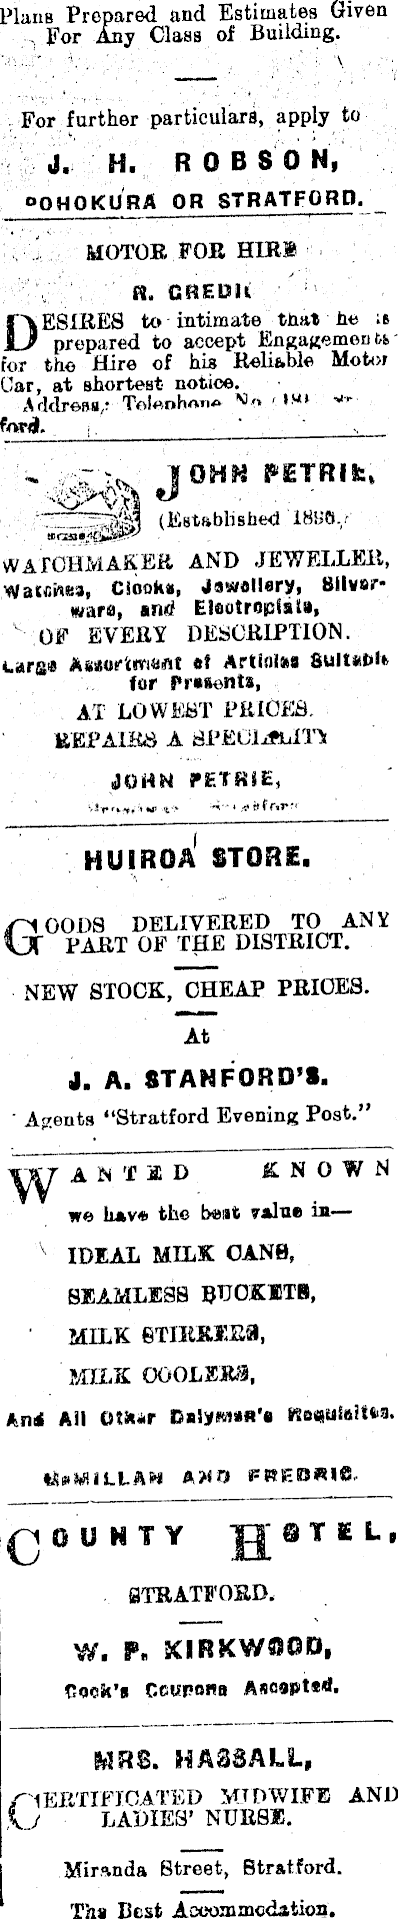 Plans Prepared and Estimates Given
For Any Class of Building.
For further particulars, apply to
J. H. ROBSON,
POHOKURA OR STRATFORD.
MOTOR FOR HIRE
R.
DESIRES to intimate that he is
prepared to accept Engagements
for the Hire of his Reliable Motor
Car, at shortest notice.
Address: Telephone No.
ford.
JOHN PETRIE,
(Established
WATCHMAKER AND JEWELLER,
Watches, Clocks, Jewellery, Silver-
ware, and Electroplate,
OF EVERY DESCRIPTION.
Large Assortment of Articles Suitable
for Presents,
AT LOWEST PRICES.
REPAIRS A SPECIALITY
JOHN PETRIE,
HUIROA STORE.
GOODS DELIVERED TO ANY
PART OF THE DISTRICT.
NEW STOCK, CHEAP PRICES.
At
J. A. STANFORD'S.
Agents "Stratford Evening Post."
WANTED KNOWN
we have the best value in—
IDEAL MILK CANS,
SEAMLESS BUCKETS,
MILK STIRRERS,
MILK COOLERS,
And All Other Dairymen's Requisites.
McMILLAN AND FREDRIC.
COUNTY HOTEL,
STRATFORD.
W. P. KIRKWOOD,
Cook's Coupons Accepted.
MRS. HASSALL,
CERTIFICATED MIDWIFE AND
LADIES' NURSE.
Miranda Street, Stratford.
The Best Accommodation.